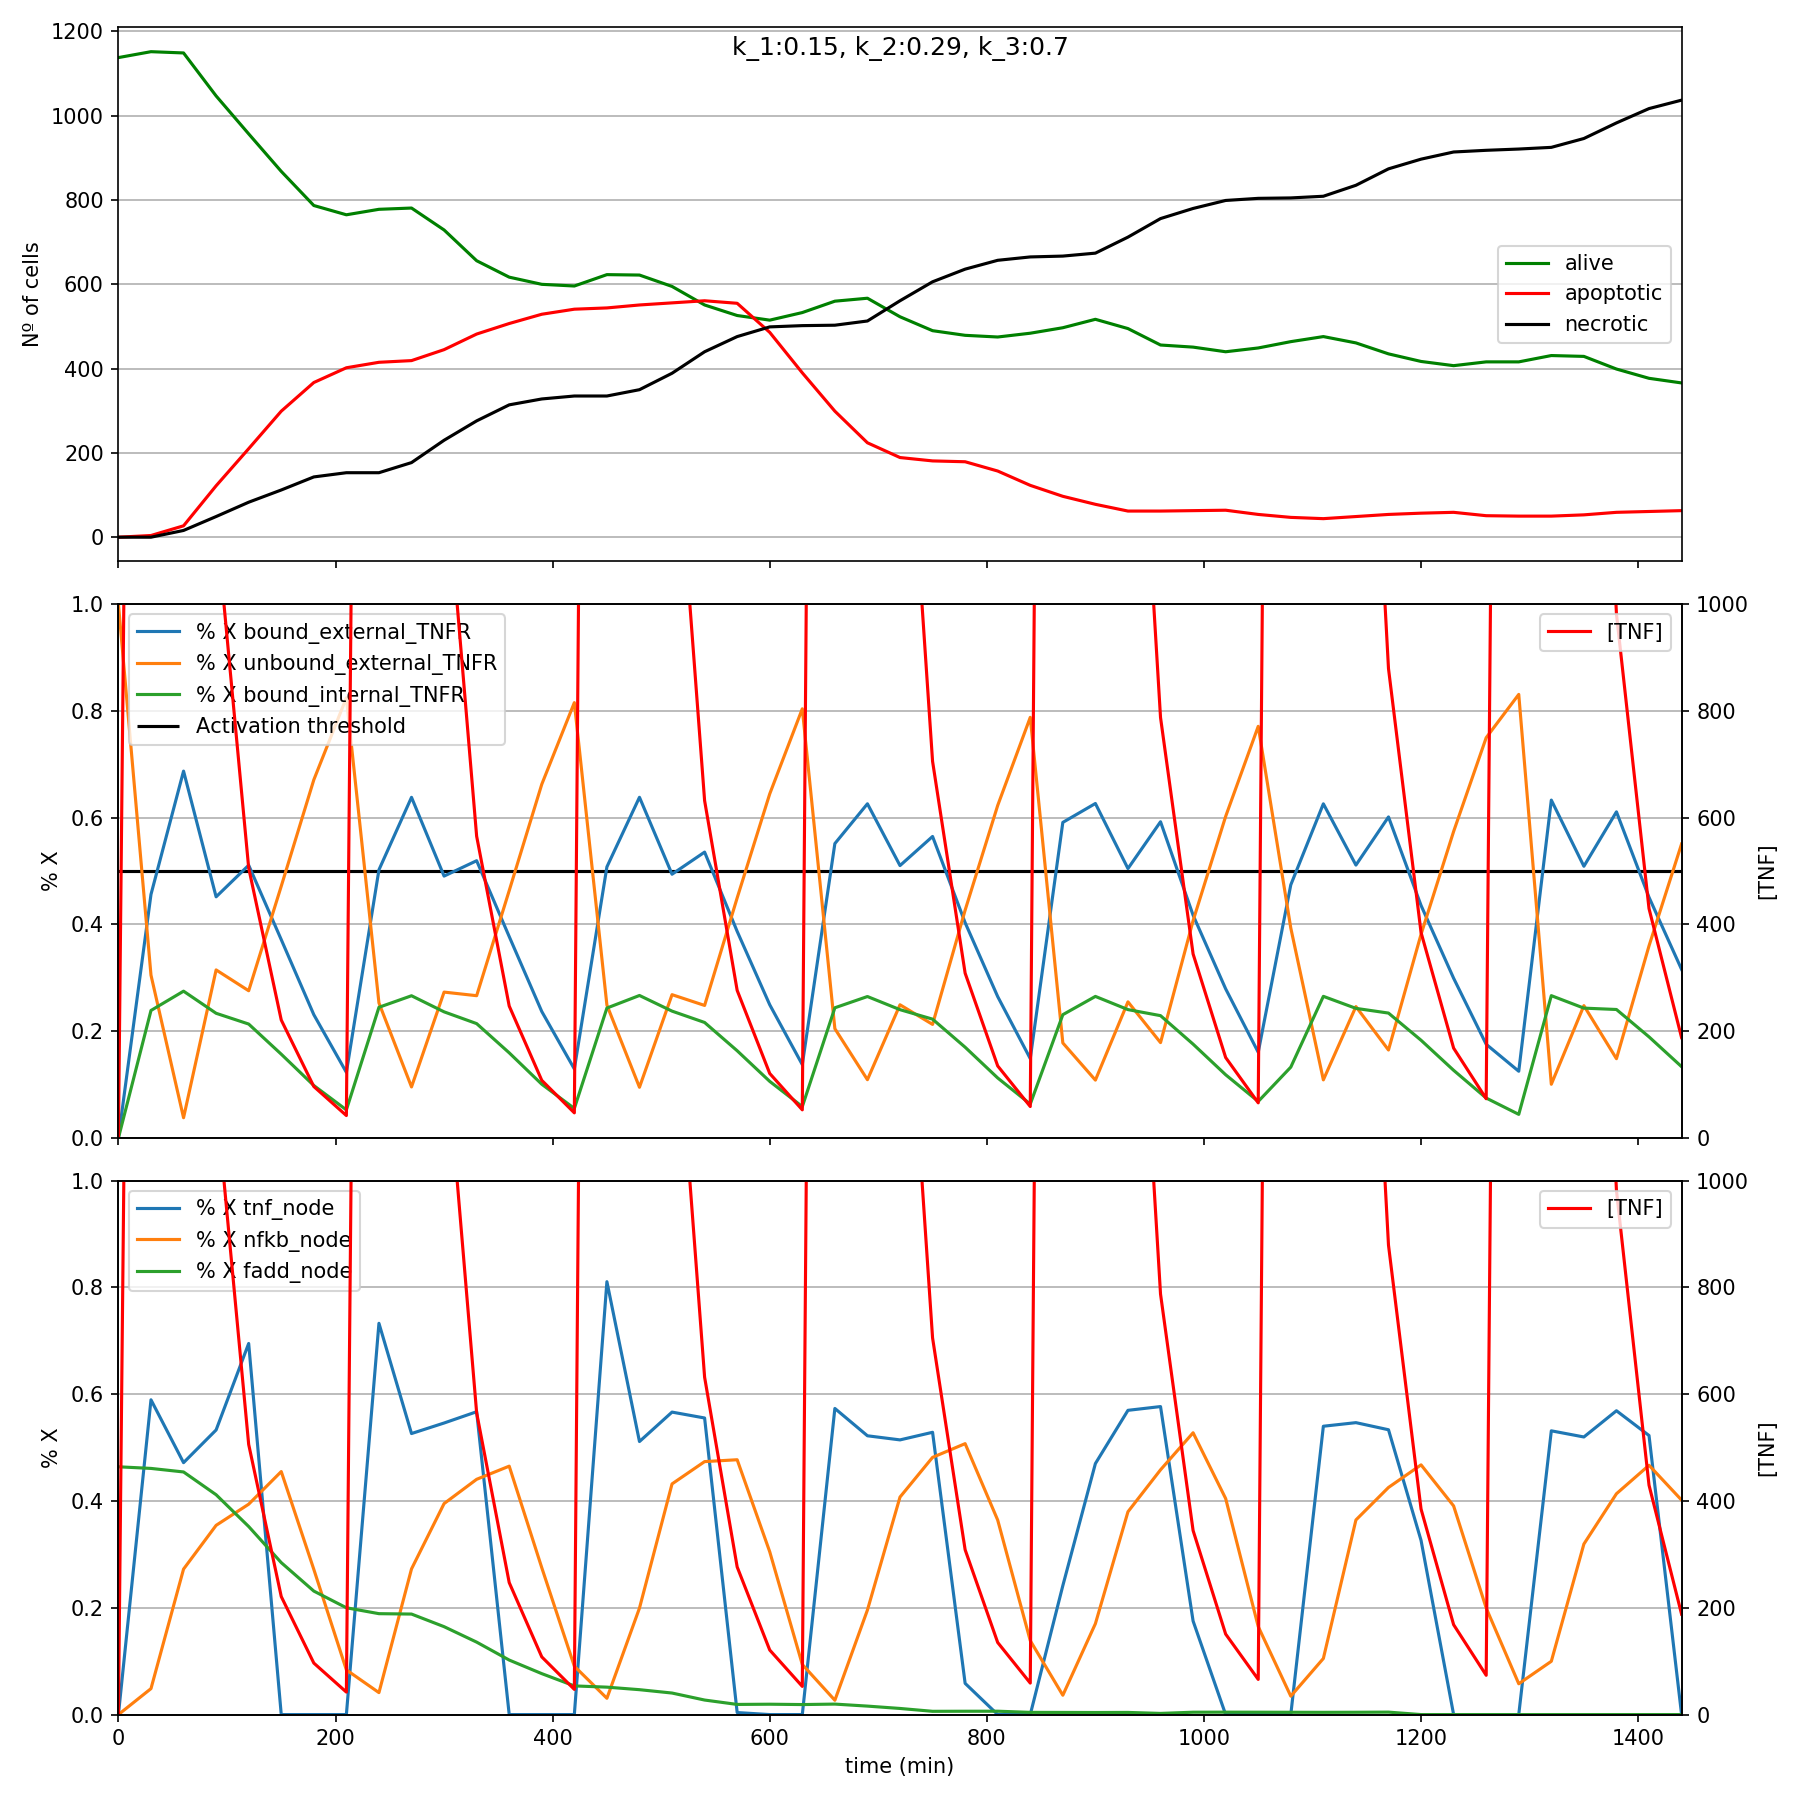 k_1:0.15, k_2:0.29, k_3:0.7
1200
1000
800
600
400
200
0
Nº of cells
alive
apoptotic
necrotic
1.0
0.8
0.6
0.4
0.2
0.0
% X
% X bound_external_TNFR
% X unbound_external_TNFR
% X bound_internal_TNFR
Activation threshold
[TNF]
1000
800
600
400
200
0
[TNF]
1.0
0.8
0.6
0.4
0.2
0.0
% X
% X tnf_node
% X nfkb_node
% X fadd_node
[TNF]
1000
800
600
400
200
0
[TNF]
0 200 400 600 800 1000 1200 1400
time (min)